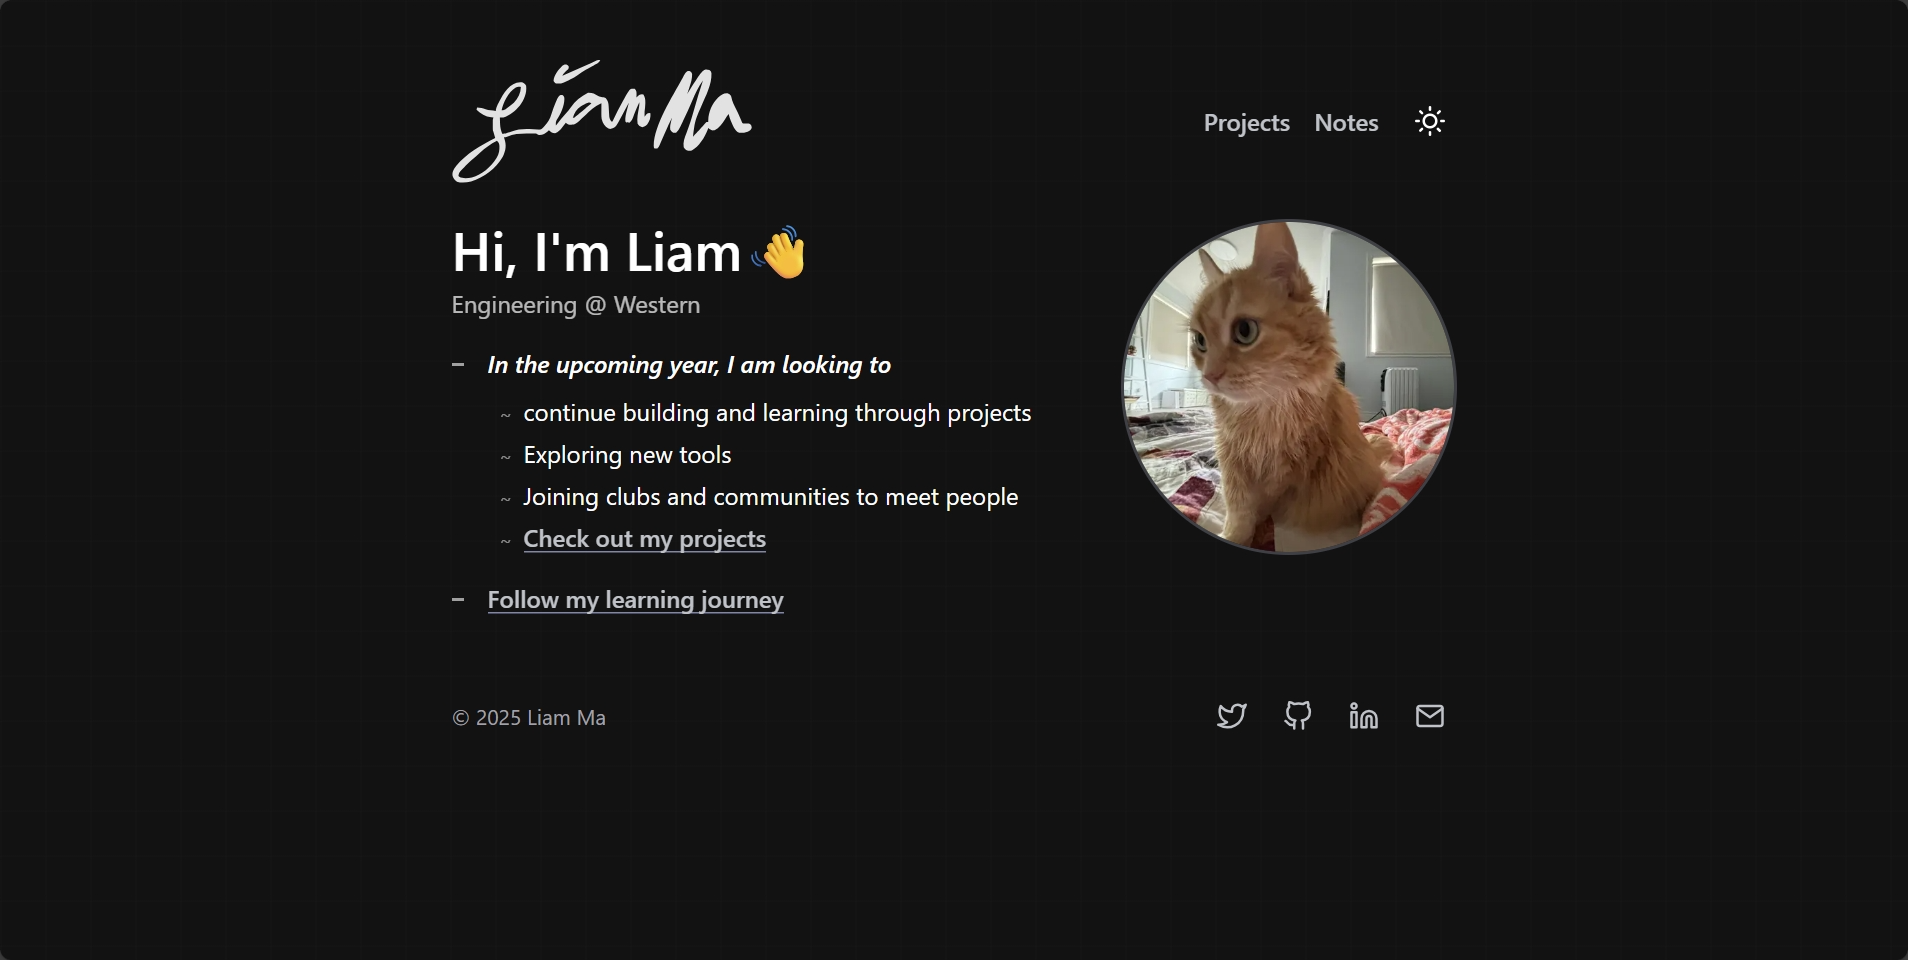 Liam Ma
Projects Notes
Hi, I'm Liam 👋
Engineering @ Western
– In the upcoming year, I am looking to
~ continue building and learning through projects
~ Exploring new tools
~ Joining clubs and communities to meet people
~ Check out my projects
– Follow my learning journey
© 2025 Liam Ma